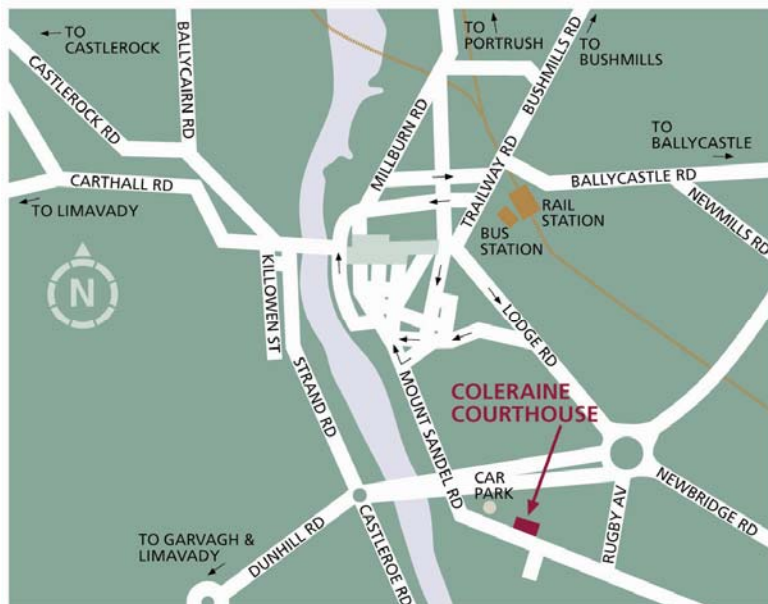 TO
CASTLEROCK
BALLYCAIRN RD
TO
PORTRUSH
BUSHMILLS RD
TO
BUSHMILLS
CASTLEROCK RD
MILLBURN RD
TO
BALLYCASTLE
CARTHALL RD
TRAILWAY RD
BALLYCASTLE RD
TO LIMAVADY
RAIL
STATION
BUS
STATION
NEWMILLS RD
N
KILLOWEN ST
LODGE RD
STRAND RD
MOUNT SANDEL RD
COLERAINE
COURTHOUSE
CAR
PARK
NEWBRIDGE RD
RUGBY AV
TO GARVAGH &
LIMAVADY
DUNHILL RD
CASTLEROE RD